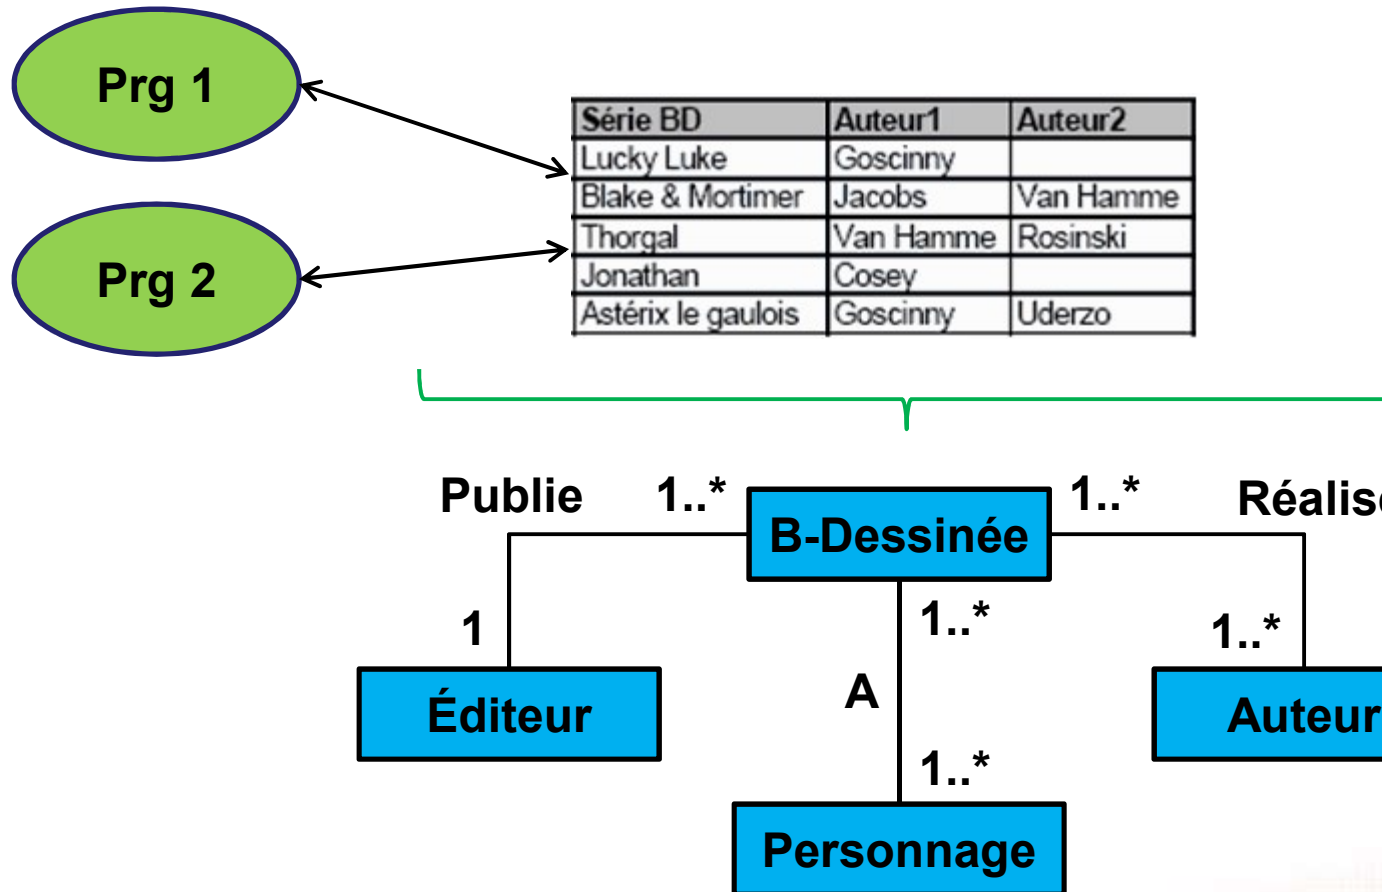 Prg 1
Série BD Auteur1 Auteur2
Lucky Luke Goscinny
Blake & Mortimer Jacobs Van Hamme
Thorgal Van Hamme Rosinski
Jonathan Cosey
Astérix le gaulois Goscinny Uderzo
Prg 2
Publie 1..* B-Dessinée 1..* Réalise
1 1..* 1..*
Éditeur A Auteur
1..*
Personnage